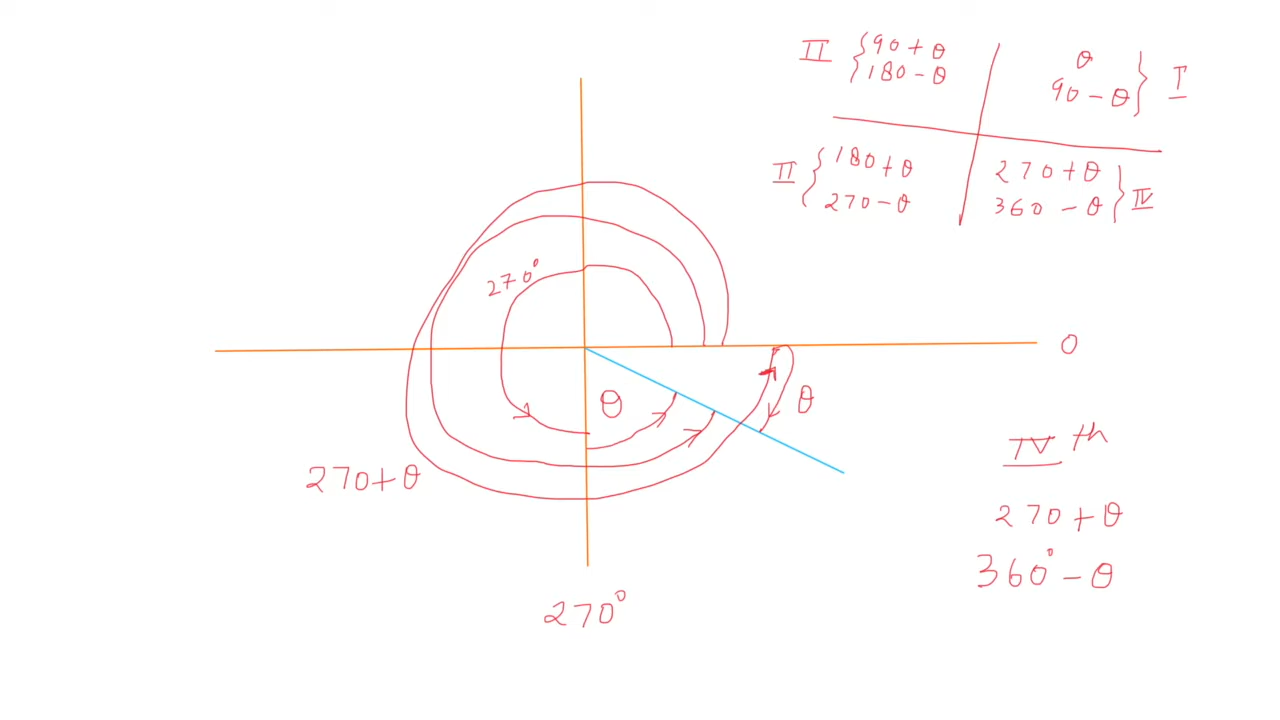 II { 90 + θ
180 - θ
θ
90 - θ } I
II { 180 + θ
270 - θ
270 + θ
360 - θ } IV
270°
0
θ
θ
270 + θ
270°
IV th
270 + θ
360° - θ